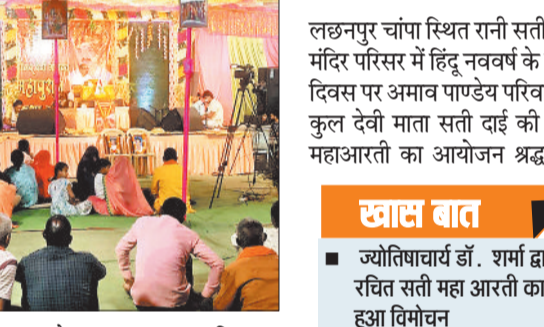 लछनपुर चांपा स्थित रानी सती
मंदिर परिसर में हिंदू नववर्ष के
दिवस पर अमाव पाण्डेय परिवा
कुल देवी माता सती दाई की
महाआरती का आयोजन श्रद्ध
खास बात
■ ज्योतिषाचार्य डॉ. शर्मा द्वा
रचित सती महा आरती का
हुआ विमोचन